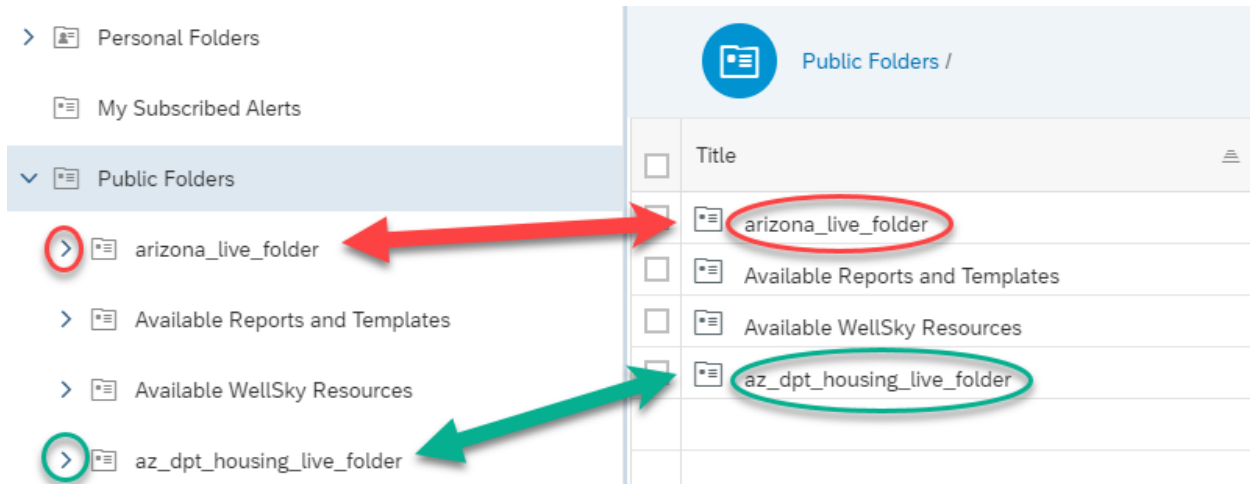 Personal Folders
My Subscribed Alerts
Public Folders
arizona_live_folder
Available Reports and Templates
Available WellSky Resources
az_dpt_housing_live_folder
Public Folders /
Title
arizona_live_folder
Available Reports and Templates
Available WellSky Resources
az_dpt_housing_live_folder